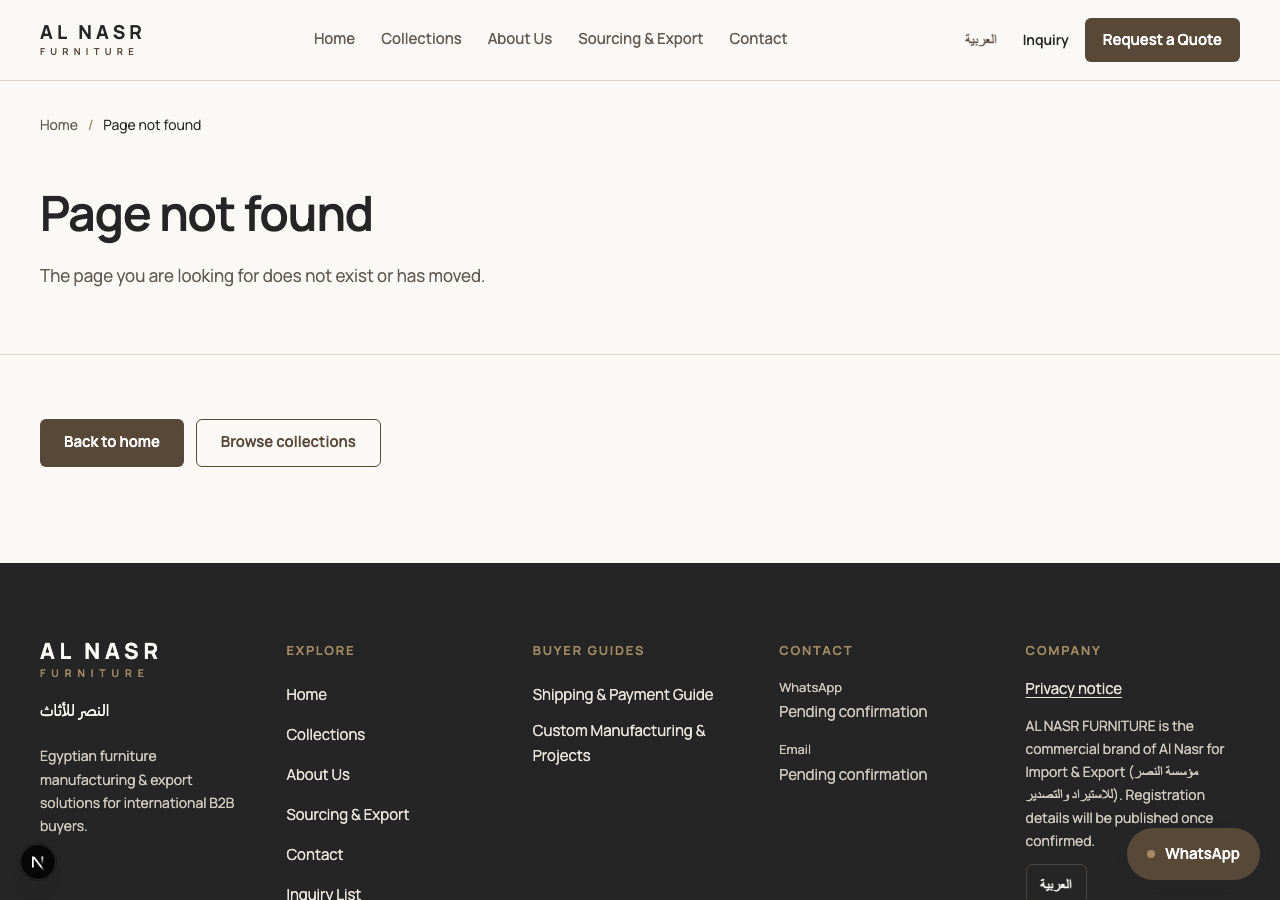 AL NASR
FURNITURE
Home
Collections
About Us
Sourcing & Export
Contact
العربية
Inquiry
Request a Quote
Home / Page not found
Page not found
The page you are looking for does not exist or has moved.
Back to home
Browse collections
AL NASR
FURNITURE
النصر للأثاث
Egyptian furniture
manufacturing & export
solutions for international B2B
buyers.
EXPLORE
Home
Collections
About Us
Sourcing & Export
Contact
Inquiry List
BUYER GUIDES
Shipping & Payment Guide
Custom Manufacturing &
Projects
CONTACT
WhatsApp
Pending confirmation
Email
Pending confirmation
COMPANY
Privacy notice
AL NASR FURNITURE is the
commercial brand of Al Nasr for
Import & Export (مؤسسة النصر
للاستيراد والتصدير). Registration
details will be published once
confirmed.
العربية
N
WhatsApp